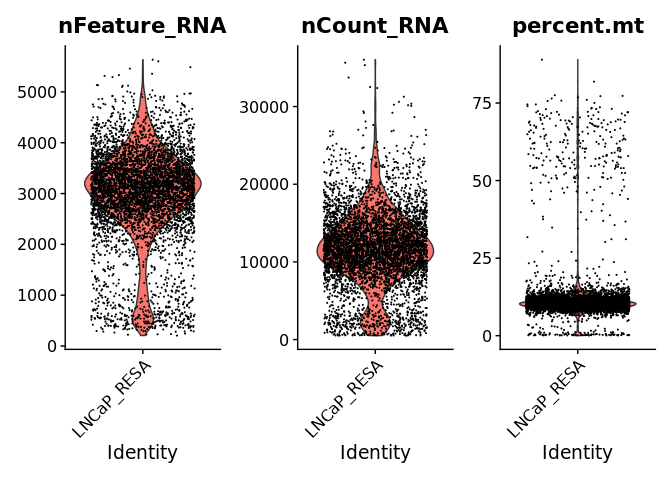 nFeature_RNA
5000
4000
3000
2000
1000
0
LNCaP_RESA
Identity
nCount_RNA
30000
20000
10000
0
LNCaP_RESA
Identity
percent.mt
75
50
25
0
LNCaP_RESA
Identity